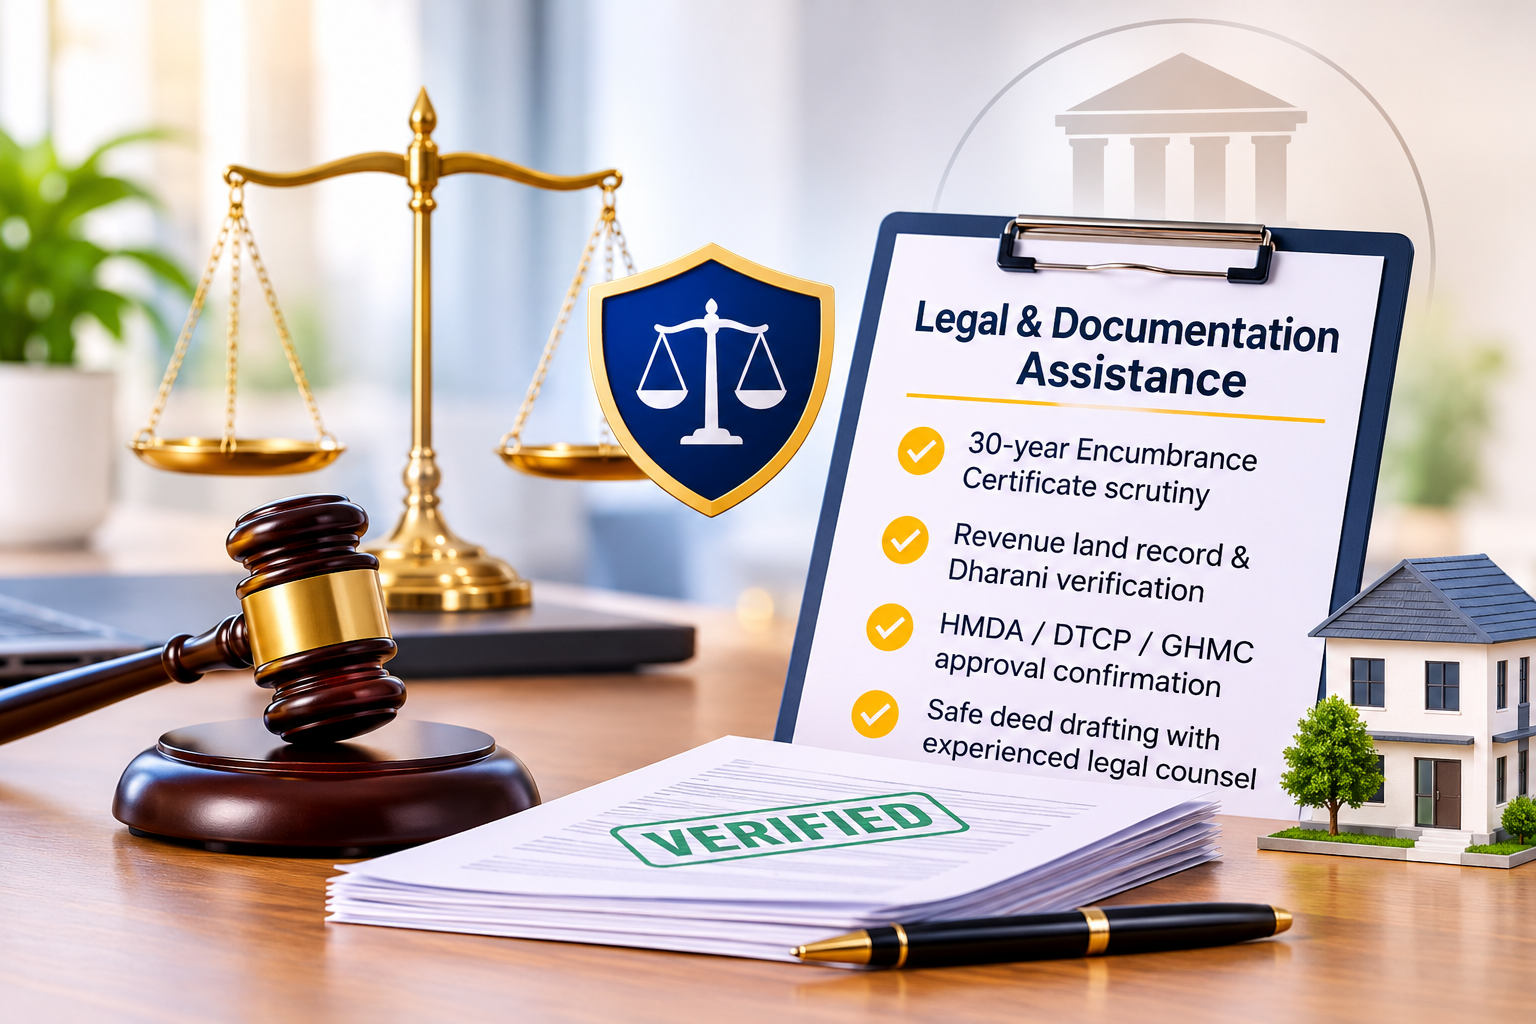 Legal & Documentation
Assistance
30-year Encumbrance
Certificate scrutiny
Revenue land record &
Dharani verification
HMDA / DTCP / GHMC
approval confirmation
Safe deed drafting with
experienced legal counsel
VERIFIED